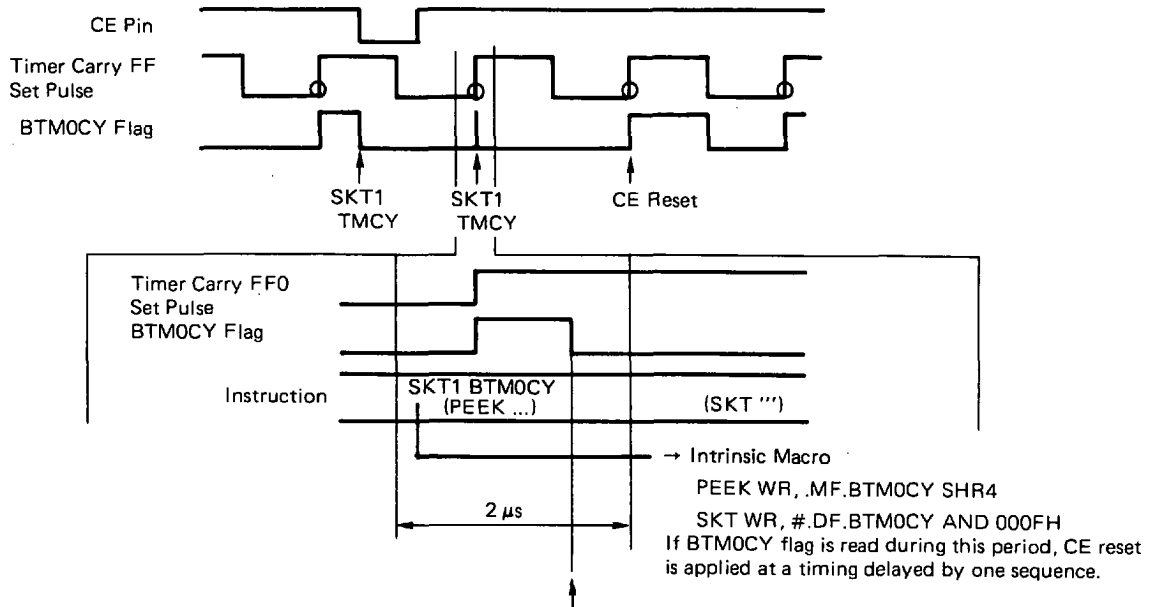 CE Pin
Timer Carry FF
Set Pulse
BTM0CY Flag
SKT1
TMCY
SKT1
TMCY
CE Reset
Timer Carry FF0
Set Pulse
BTM0CY Flag
Instruction
SKT1 BTM0CY
(PEEK ...)
(SKT ''')
→ Intrinsic Macro
PEEK WR, .MF.BTM0CY SHR4
SKT WR, #.DF.BTM0CY AND 000FH
2 μs
If BTM0CY flag is read during this period, CE reset
is applied at a timing delayed by one sequence.